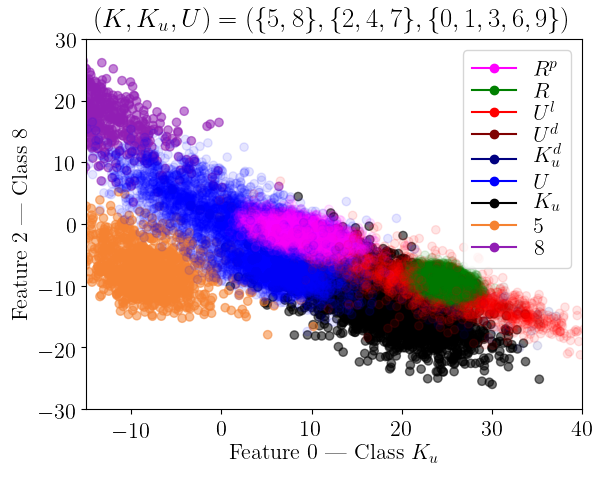 (K, K_u, U) = ({5, 8}, {2, 4, 7}, {0, 1, 3, 6, 9})
Feature 2 — Class 8
30
20
10
0
−10
−20
−30
R^p
R
U^l
U^d
K_u^d
U
K_u
5
8
−10 0 10 20 30 40
Feature 0 — Class K_u